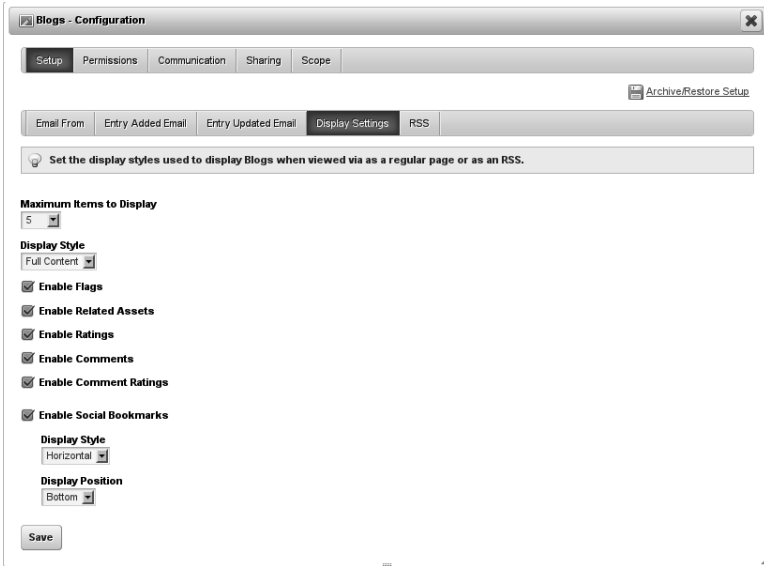 Blogs - Configuration
Setup Permissions Communication Sharing Scope
Archive/Restore Setup
Email From Entry Added Email Entry Updated Email Display Settings RSS
Set the display styles used to display Blogs when viewed via as a regular page or as an RSS.
Maximum Items to Display
5
Display Style
Full Content
Enable Flags
Enable Related Assets
Enable Ratings
Enable Comments
Enable Comment Ratings
Enable Social Bookmarks
Display Style
Horizontal
Display Position
Bottom
Save